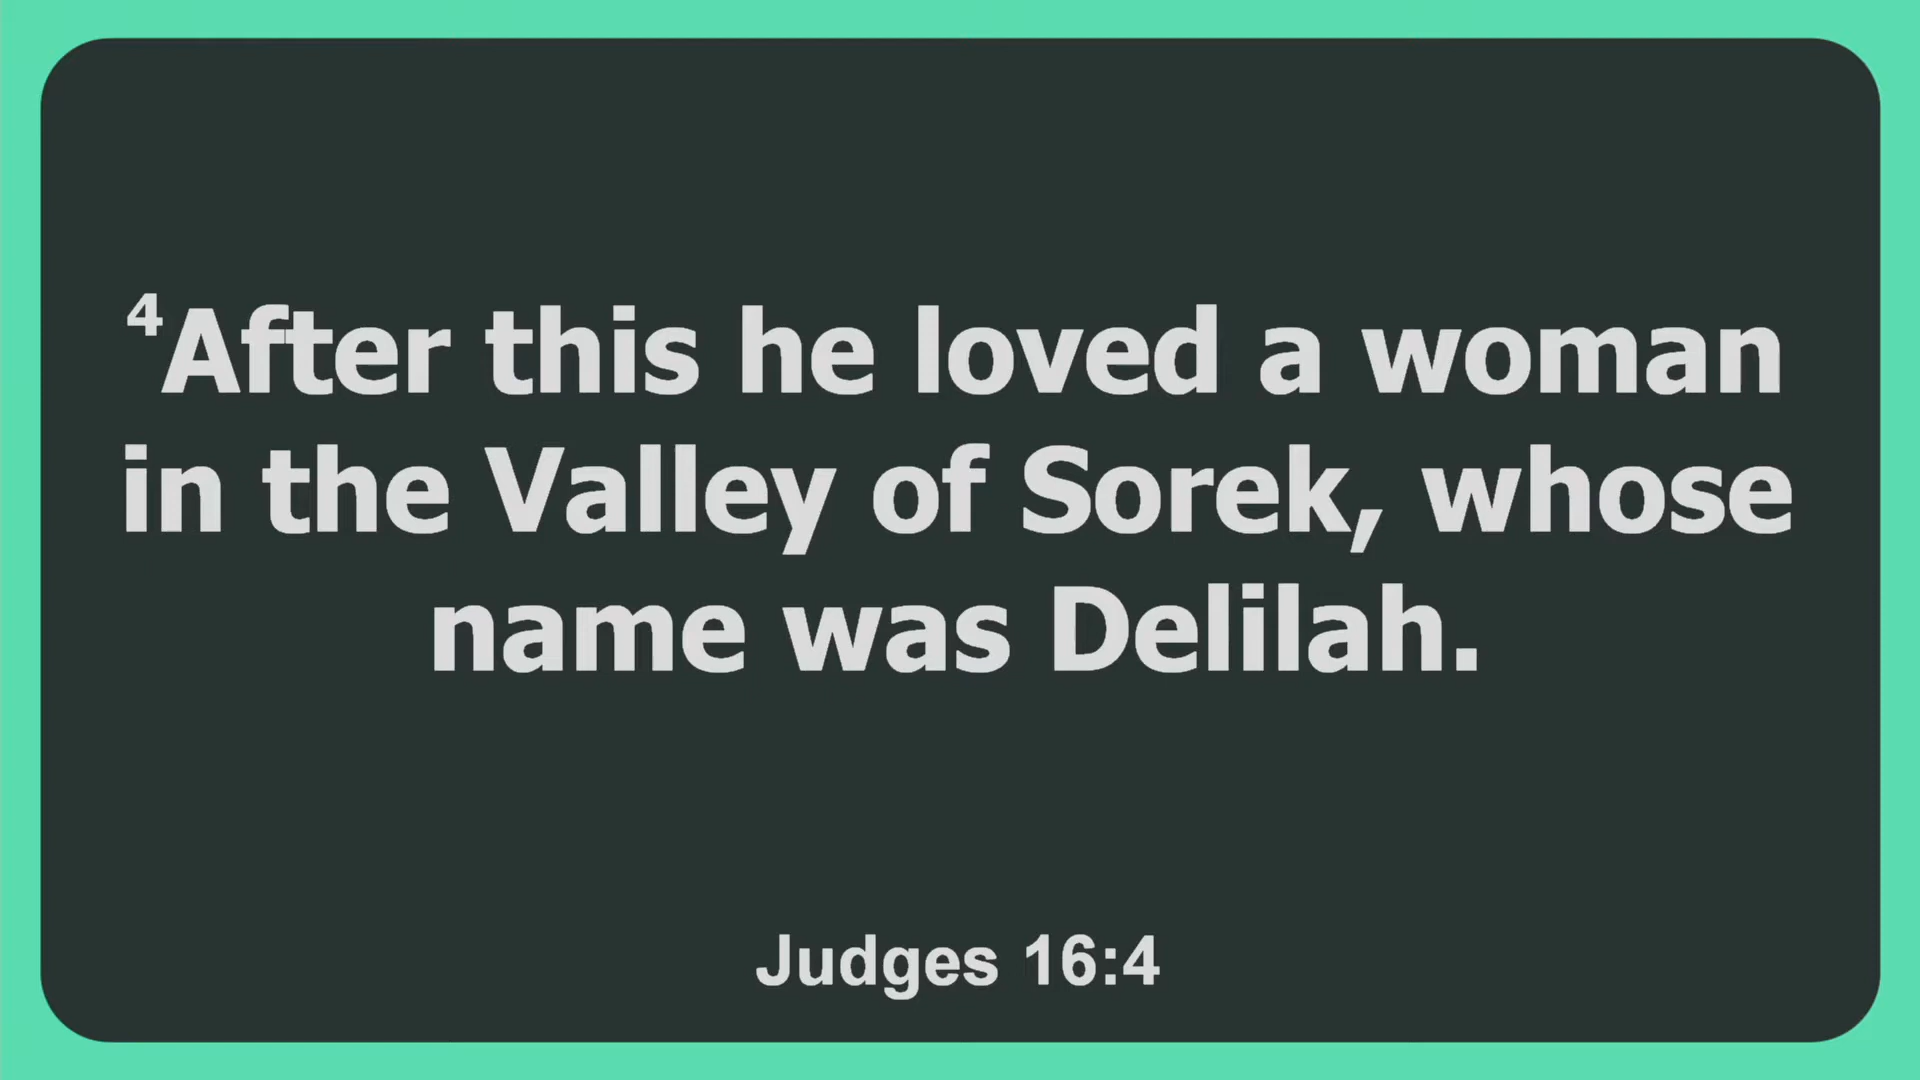 4After this he loved a woman
in the Valley of Sorek, whose
name was Delilah.
Judges 16:4